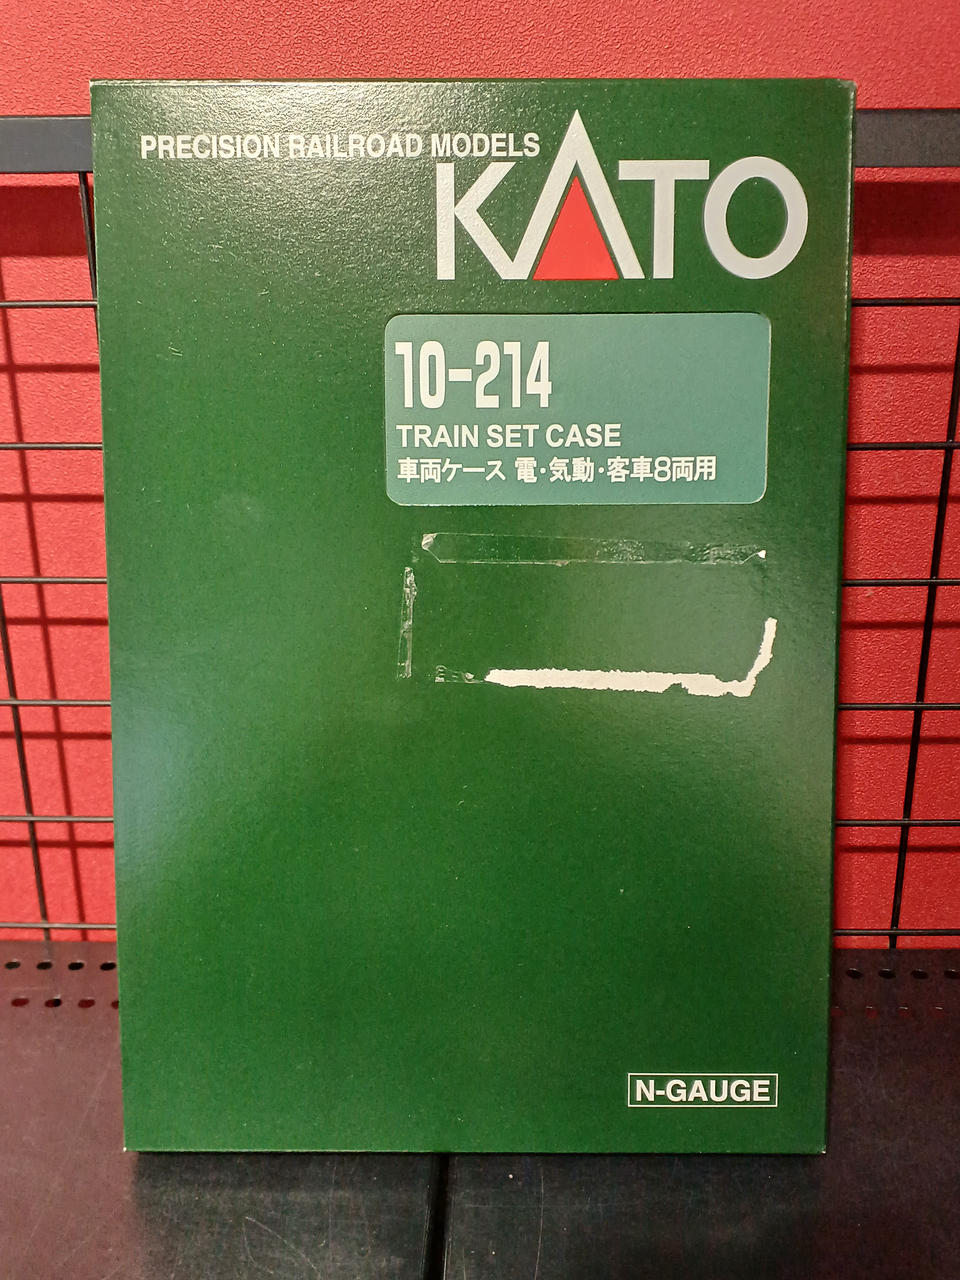 PRECISION RAILROAD MODELS
KATO
10-214
TRAIN SET CASE
車両ケース 電・気動・客車8両用
N-GAUGE